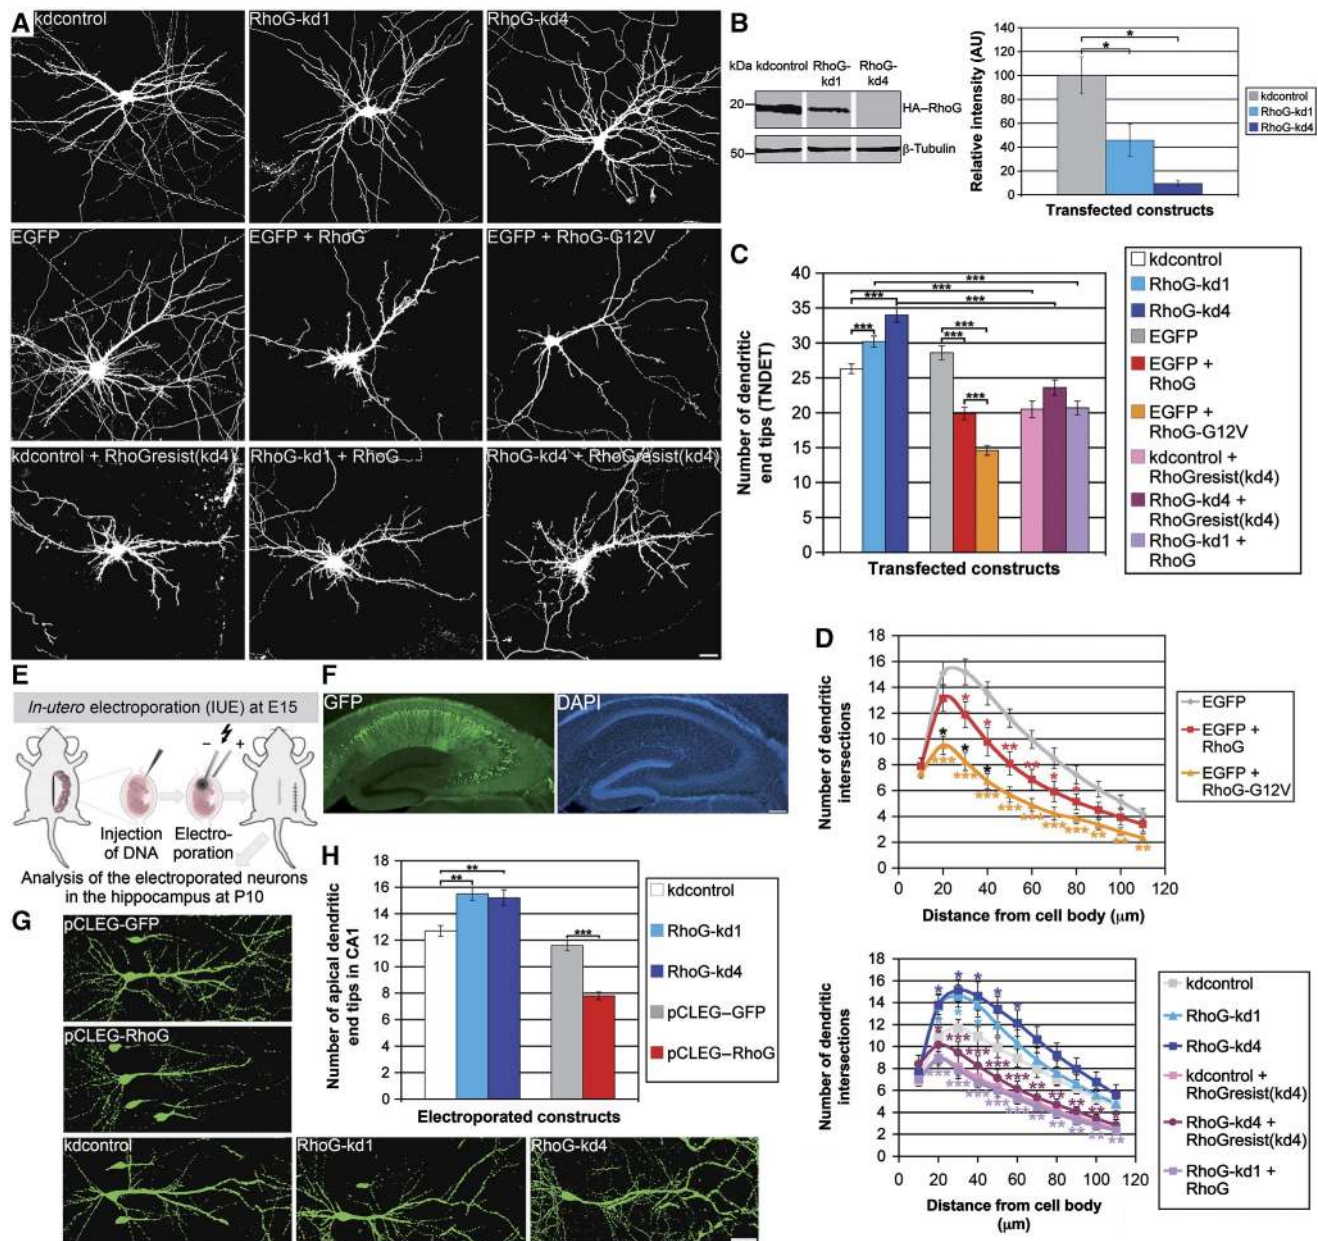 A
kdcontrol
RhoG-kd1
RhoG-kd4
EGFP
EGFP + RhoG
EGFP + RhoG-G12V
kdcontrol + RhoGresist(kd4)
RhoG-kd1 + RhoG
RhoG-kd4 + RhoGresist(kd4)
B
kDa
kdcontrol
RhoG-
kd1
RhoG-
kd4
20
HA–RhoG
50
β-Tubulin
Relative intensity (AU)
140
120
100
80
60
40
20
0
*
*
Transfected constructs
kdcontrol
RhoG-kd1
RhoG-kd4
C
Number of dendritic
end tips (TNDET)
40
35
30
25
20
15
10
5
0
***
***
***
***
***
***
***
***
Transfected constructs
kdcontrol
RhoG-kd1
RhoG-kd4
EGFP
EGFP +
RhoG
EGFP +
RhoG-G12V
kdcontrol +
RhoGresist(kd4)
RhoG-kd4 +
RhoGresist(kd4)
RhoG-kd1 +
RhoG
D
Number of dendritic
intersections
18
16
14
12
10
8
6
4
2
0
0 20 40 60 80 100 120
Distance from cell body (μm)
EGFP
EGFP +
RhoG
EGFP +
RhoG-G12V
Number of dendritic
intersections
18
16
14
12
10
8
6
4
2
0
0 20 40 60 80 100 120
Distance from cell body
(μm)
kdcontrol
RhoG-kd1
RhoG-kd4
kdcontrol +
RhoGresist(kd4)
RhoG-kd4 +
RhoGresist(kd4)
RhoG-kd1 +
RhoG
E
In-utero electroporation (IUE) at E15
– +
Injection
of DNA
Electro-
poration
Analysis of the electroporated neurons
in the hippocampus at P10
F
GFP
DAPI
G
pCLEG-GFP
pCLEG-RhoG
kdcontrol
RhoG-kd1
RhoG-kd4
H
Number of apical dendritic
end tips in CA1
18
16
14
12
10
8
6
4
2
0
**
**
***
Electroporated constructs
kdcontrol
RhoG-kd1
RhoG-kd4
pCLEG–GFP
pCLEG–RhoG